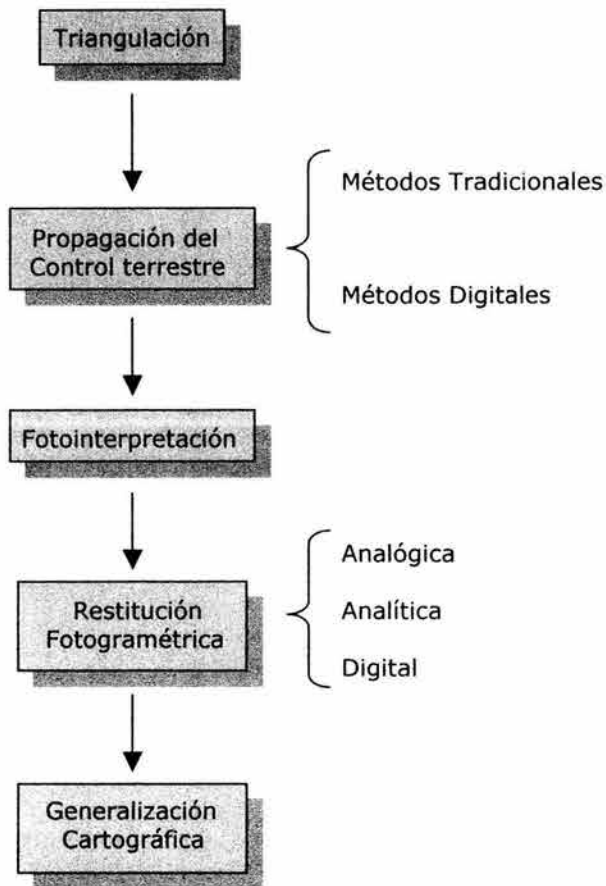 Triangulación
Propagación del
Control terrestre
Métodos Tradicionales
Métodos Digitales
Fotointerpretación
Restitución
Fotogramétrica
Analógica
Analítica
Digital
Generalización
Cartográfica